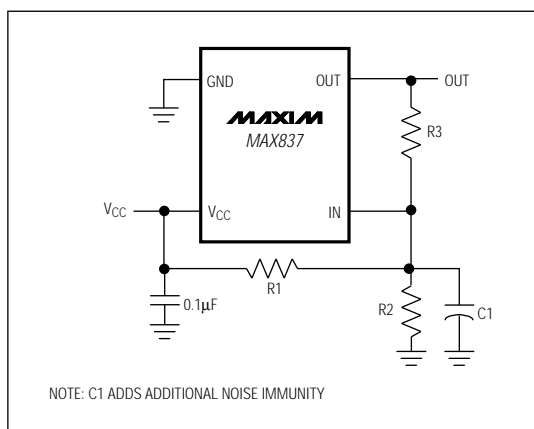 GND
OUT
OUT
MAXIM
MAX837
R3
VCC
VCC
IN
R1
0.1µF
R2
C1
NOTE: C1 ADDS ADDITIONAL NOISE IMMUNITY